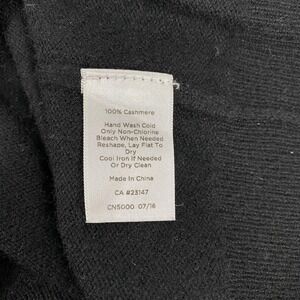 100% Cashmere
Hand Wash Cold
Only Non-Chlorine
Bleach When Needed
Reshape, Lay Flat To
Dry
Cool Iron If Needed
Or Dry Clean
Made In China
CA #23147
CN5000 07/16